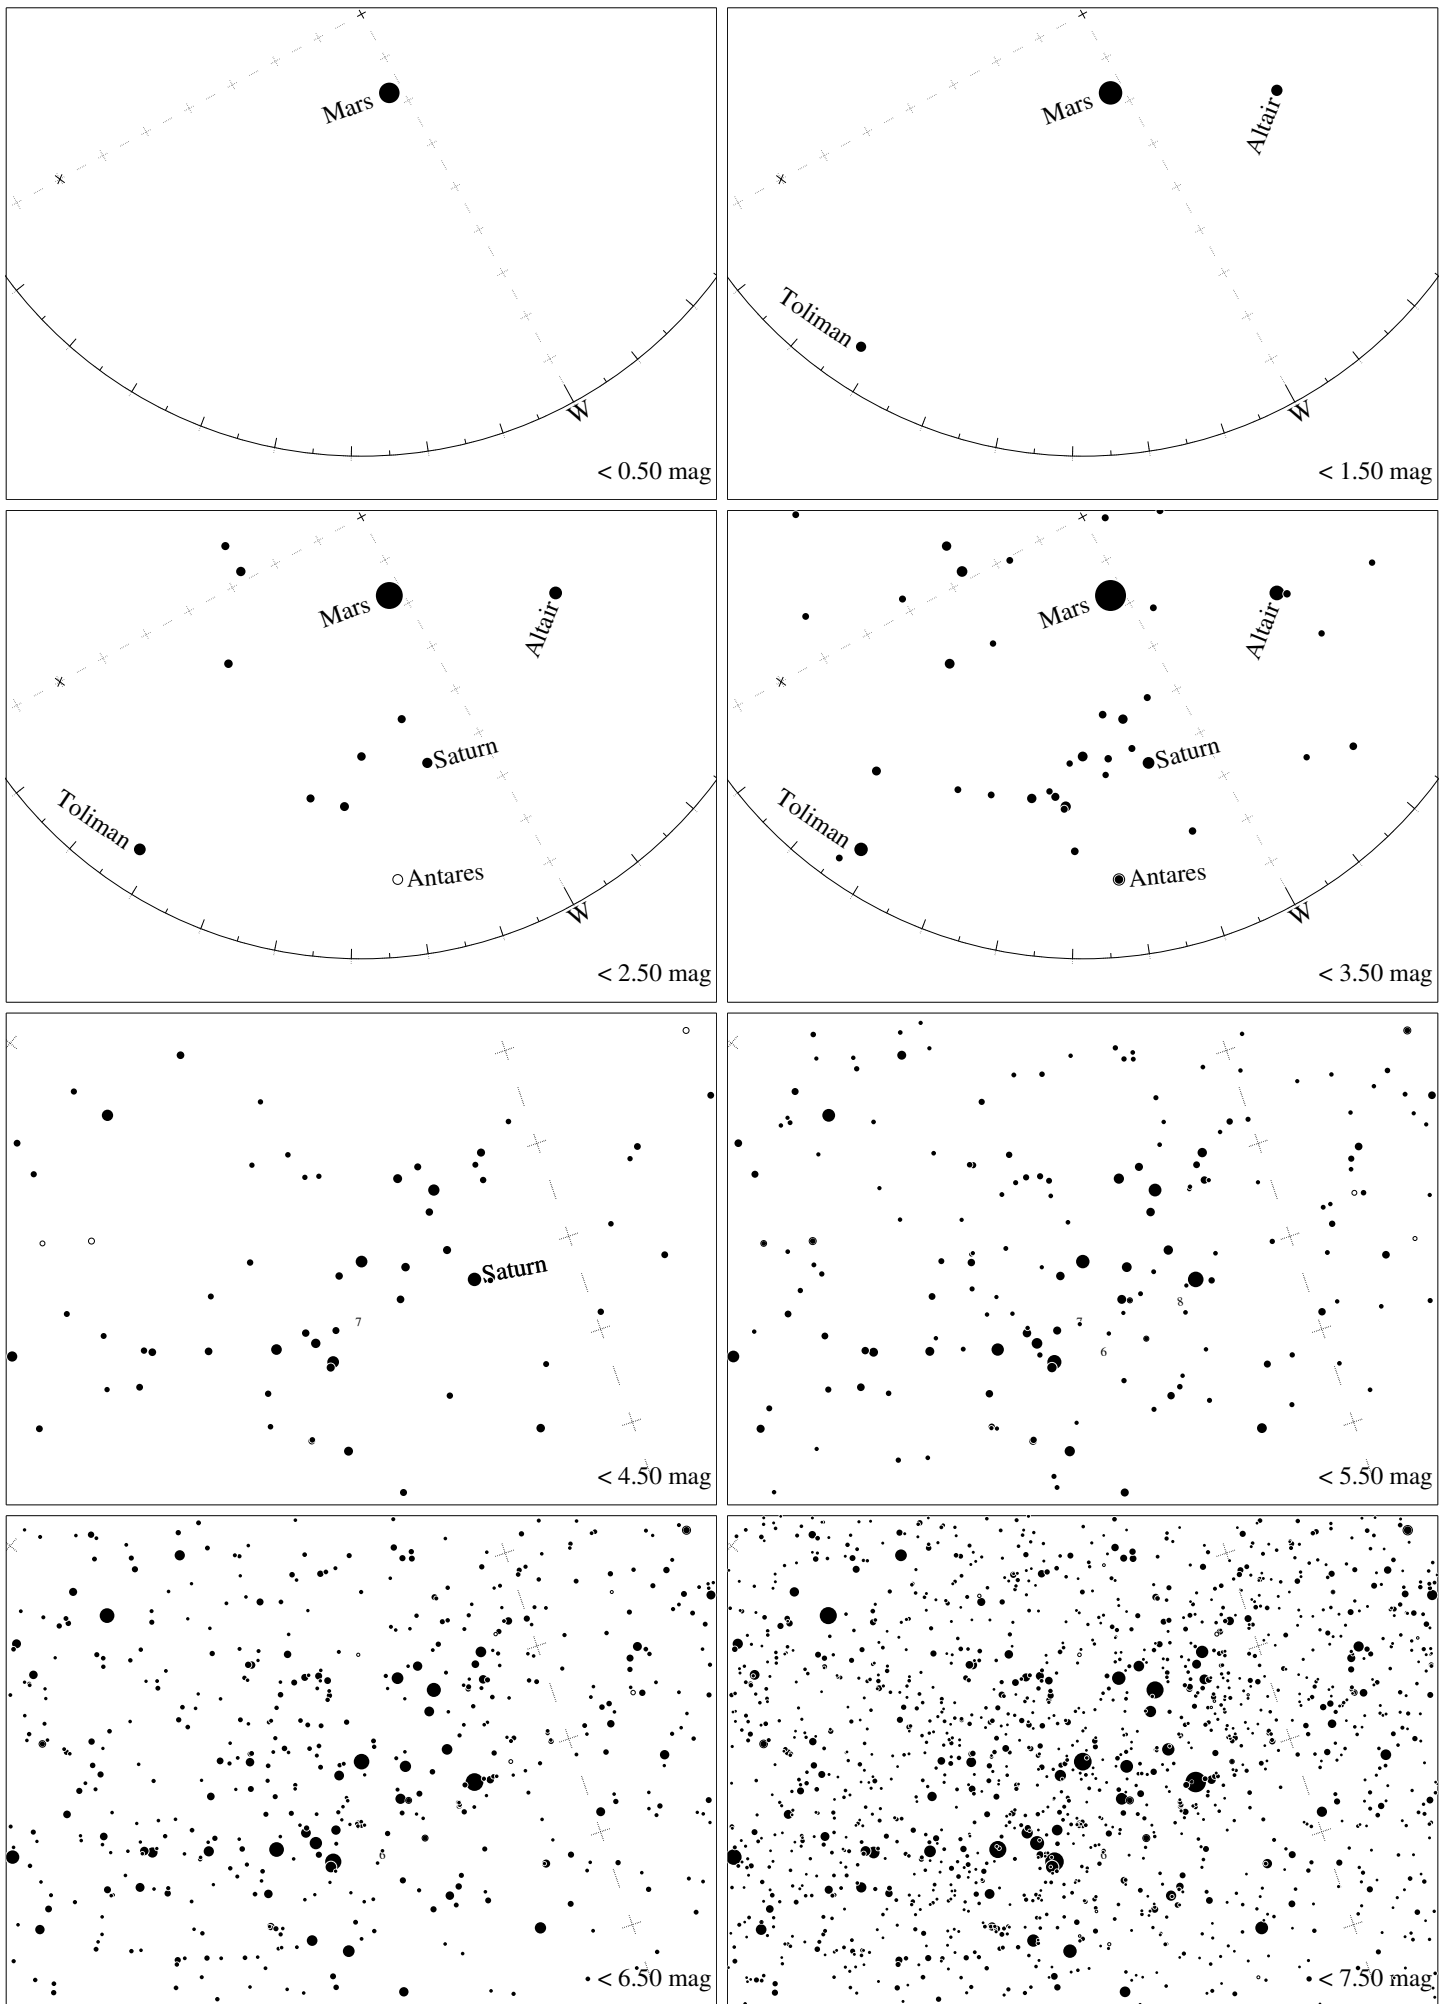 Mars
W
< 0.50 mag
Mars
Altair
Toliman
W
< 1.50 mag
Mars
Altair
Saturn
Toliman
Antares
W
< 2.50 mag
Mars
Altair
Saturn
Toliman
Antares
W
< 3.50 mag
Saturn
7
< 4.50 mag
8
7
6
< 5.50 mag
6
< 6.50 mag
6
< 7.50 mag